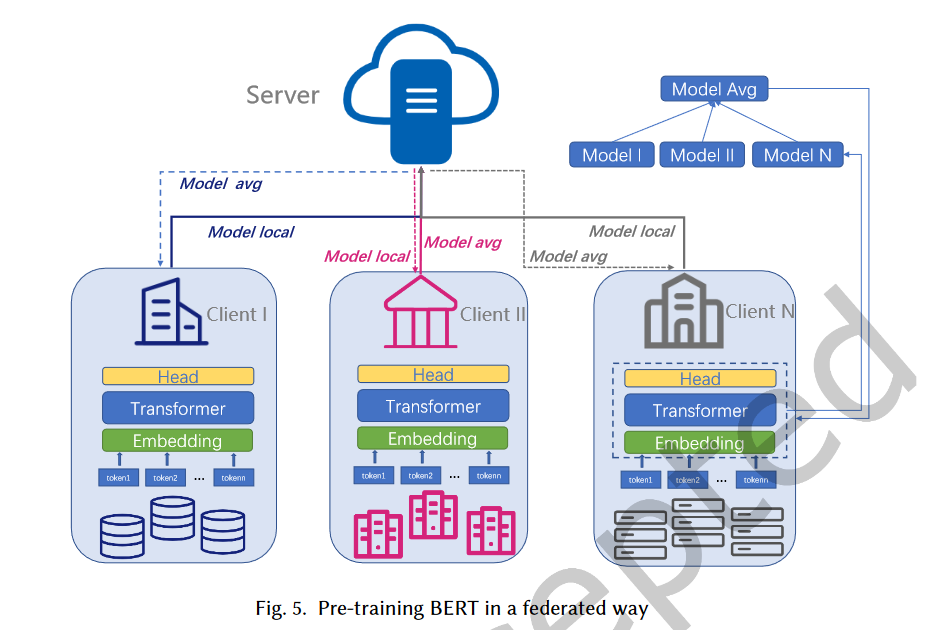 Server
Model Avg
Model I Model II Model N
Model avg
Model local
Model local
Model avg
Model local
Model avg
Client I
Client II
Client N
Head
Transformer
Embedding
token1 token2 ... tokenn
Head
Transformer
Embedding
token1 token2 ... tokenn
Head
Transformer
Embedding
token1 token2 ... tokenn
Fig. 5. Pre-training BERT in a federated way
epted